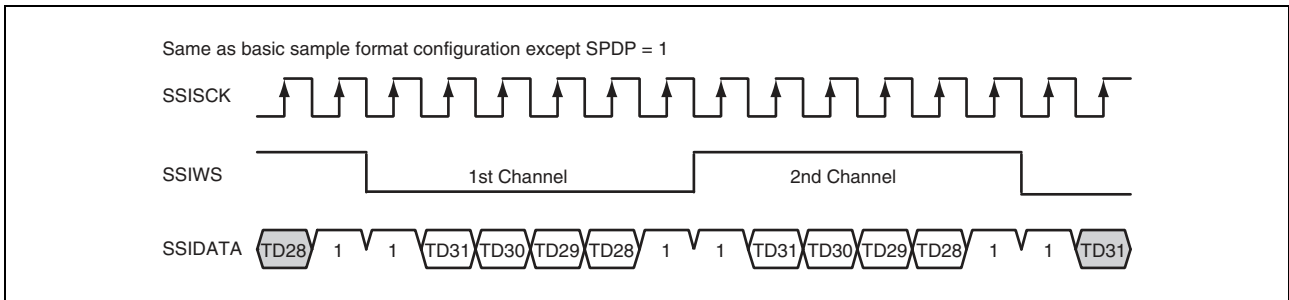 Same as basic sample format configuration except SPDP = 1
SSISCK
SSIWS 1st Channel 2nd Channel
SSIDATA TD28 1 1 TD31 TD30 TD29 TD28 1 1 TD31 TD30 TD29 TD28 1 1 TD31